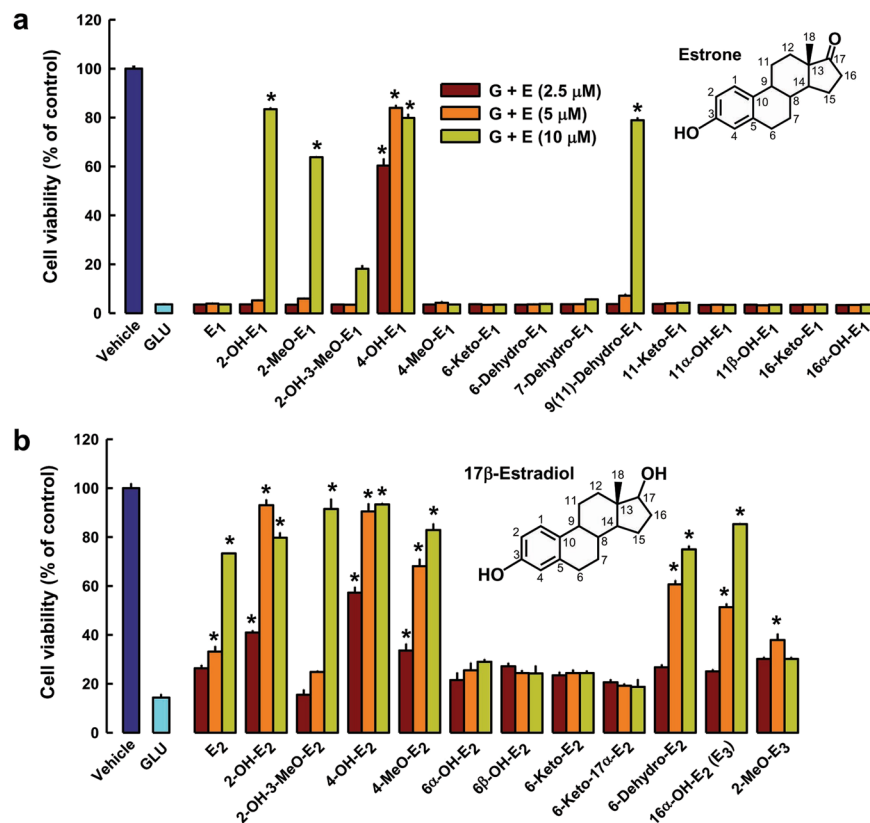 a
Cell viability (% of control)
120
100
80
60
40
20
0
G + E (2.5 μM)
G + E (5 μM)
G + E (10 μM)
* * * * * *
Estrone
HO
O
1
2
3
4
5
6
7
8
9
10
11
12
13
14
15
16
17
18
Vehicle
GLU
E1
2-OH-E1
2-MeO-E1
2-OH-3-MeO-E1
4-OH-E1
4-MeO-E1
6-Keto-E1
6-Dehydro-E1
7-Dehydro-E1
9(11)-Dehydro-E1
11-Keto-E1
11α-OH-E1
11β-OH-E1
16-Keto-E1
16α-OH-E1
b
Cell viability (% of control)
120
100
80
60
40
20
0
* * * * * * * * * * * * * * * * * *
17β-Estradiol
HO
OH
1
2
3
4
5
6
7
8
9
10
11
12
13
14
15
16
17
18
Vehicle
GLU
E2
2-OH-E2
2-OH-3-MeO-E2
4-OH-E2
4-MeO-E2
6α-OH-E2
6β-OH-E2
6-Keto-E2
6-Keto-17α-E2
6-Dehydro-E2
16α-OH-E2 (E3)
2-MeO-E3